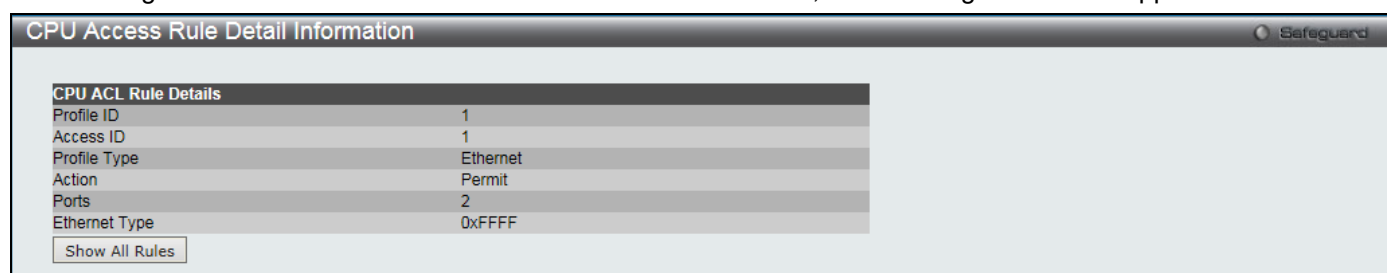 CPU Access Rule Detail Information
Safeguard
CPU ACL Rule Details
Profile ID 1
Access ID 1
Profile Type Ethernet
Action Permit
Ports 2
Ethernet Type 0xFFFF
Show All Rules